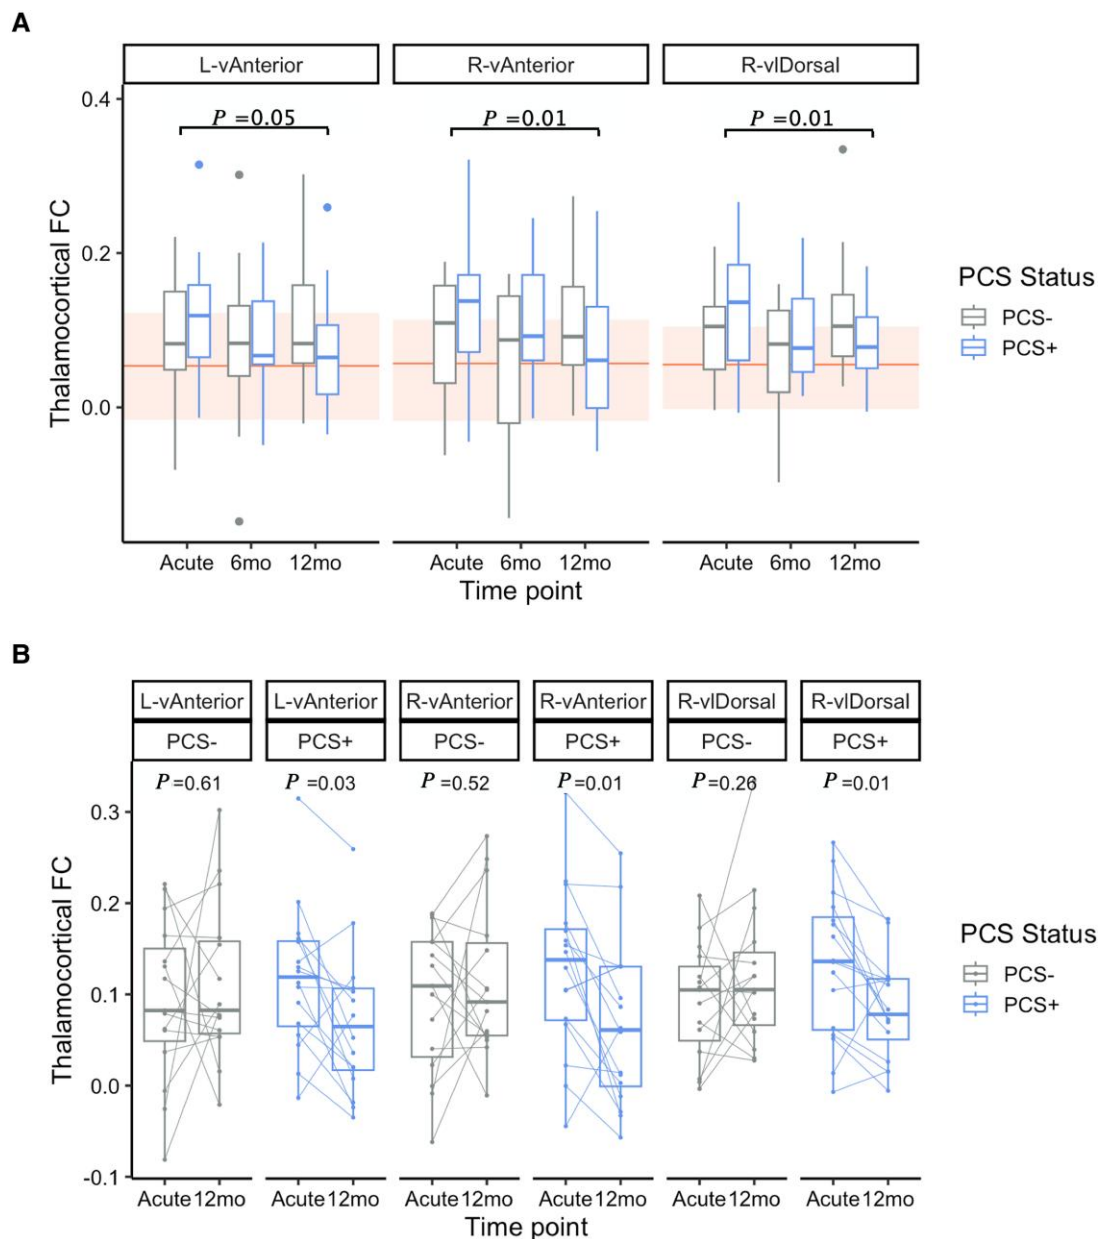 A
L-vAnterior R-vAnterior R-vlDorsal
0.4
P =0.05 P =0.01 P =0.01
0.2
0.0
Thalamocortical FC
PCS Status
PCS-
PCS+
Acute 6mo 12mo Acute 6mo 12mo Acute 6mo 12mo
Time point
B
L-vAnterior L-vAnterior R-vAnterior R-vAnterior R-vlDorsal R-vlDorsal
PCS- PCS+ PCS- PCS+ PCS- PCS+
P =0.61 P =0.03 P =0.52 P =0.01 P =0.26 P =0.01
0.3
0.2
0.1
0.0
-0.1
Thalamocortical FC
PCS Status
PCS-
PCS+
Acute 12mo Acute 12mo Acute 12mo Acute 12mo Acute 12mo Acute 12mo
Time point